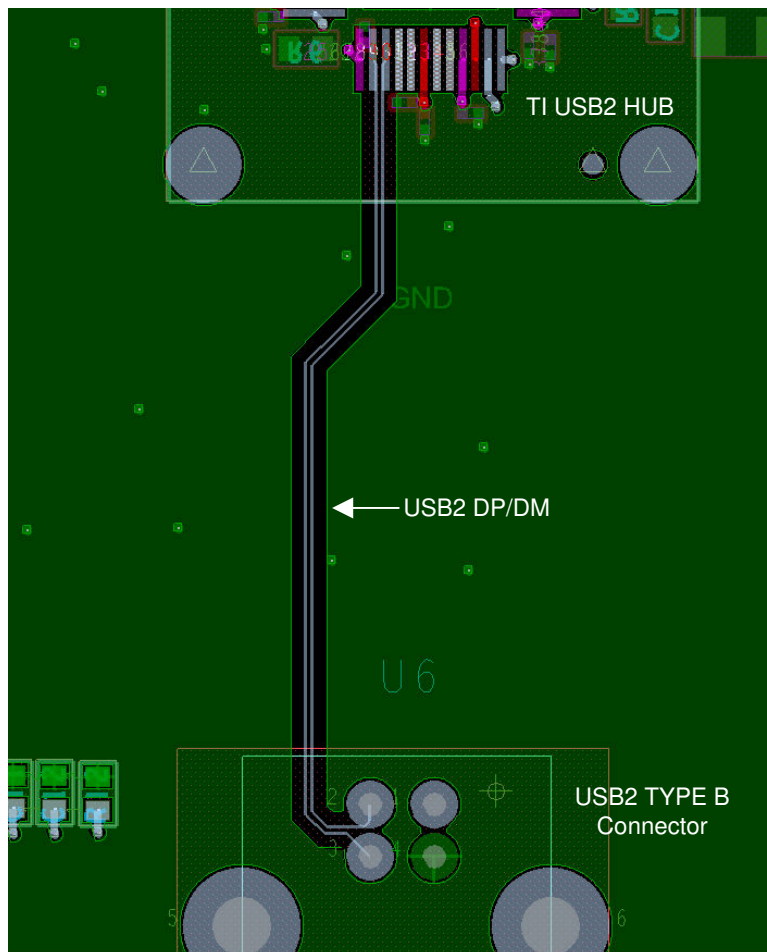 TI USB2 HUB
GND
USB2 DP/DM
U6
USB2 TYPE B
Connector
2 1
3 4
5 6